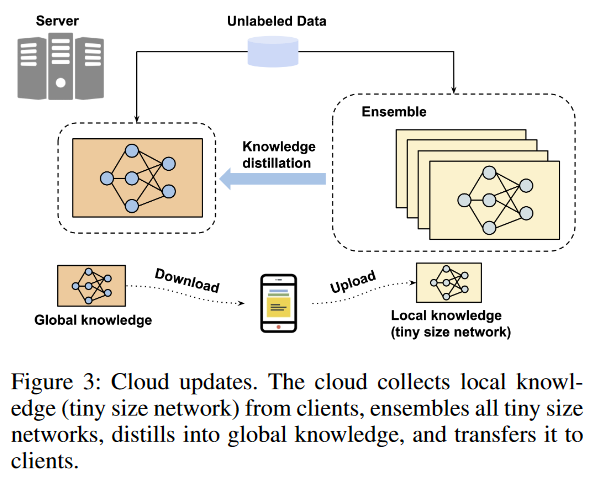 Server
Unlabeled Data
Ensemble
Knowledge
distillation
Download
Upload
Global knowledge
Local knowledge
(tiny size network)
Figure 3: Cloud updates. The cloud collects local knowl-
edge (tiny size network) from clients, ensembles all tiny size
networks, distills into global knowledge, and transfers it to
clients.